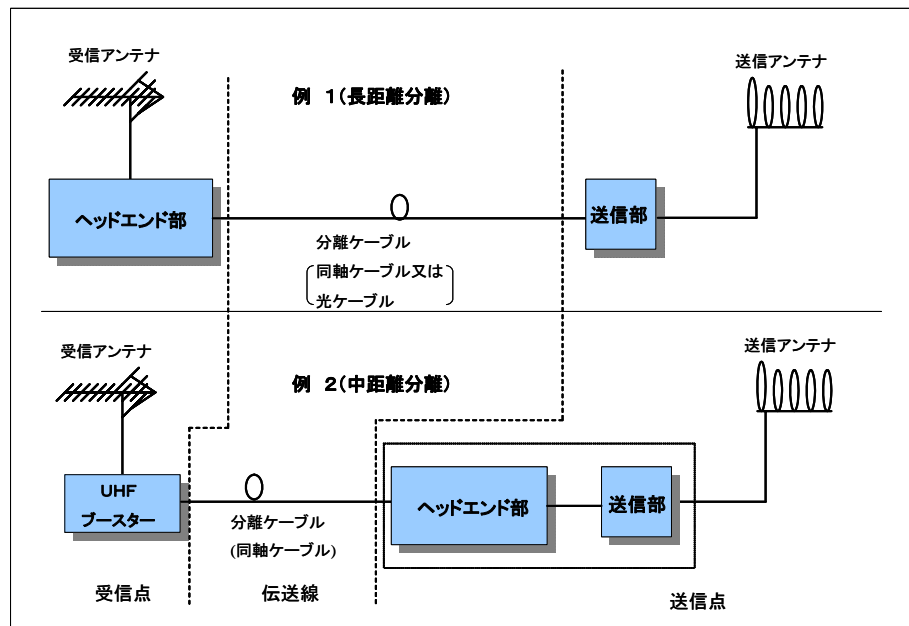 受信アンテナ
送信アンテナ
例 1(長距離分離)
ヘッドエンド部
送信部
分離ケーブル
同軸ケーブル又は
光ケーブル
受信アンテナ
送信アンテナ
例 2(中距離分離)
UHF
ブースター
ヘッドエンド部
送信部
分離ケーブル
(同軸ケーブル)
受信点
伝送線
送信点